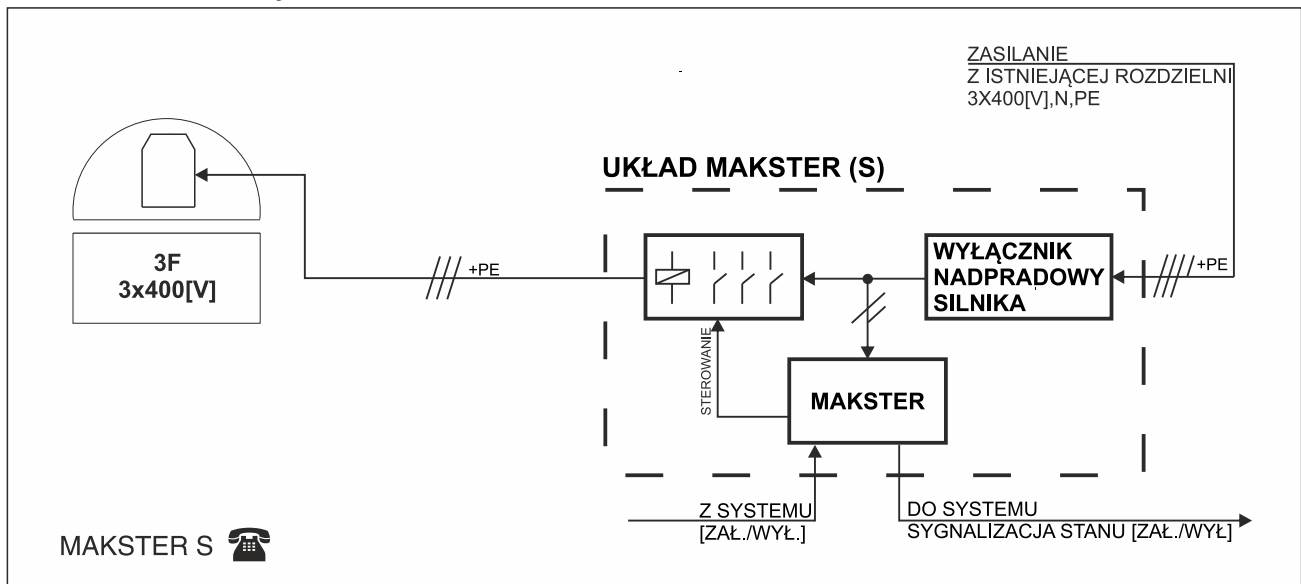 ZASILANIE
Z ISTNIEJĄCEJ ROZDZIELNI
3X400[V],N,PE
UKŁAD MAKSTER (S)
3F
3x400[V]
+PE
WYŁĄCZNIK
NADPRADOWY
SILNIKA
+PE
STEROWANIE
MAKSTER
Z SYSTEMU
[ZAŁ./WYŁ.]
DO SYSTEMU
SYGNALIZACJA STANU [ZAŁ./WYŁ]
MAKSTER S